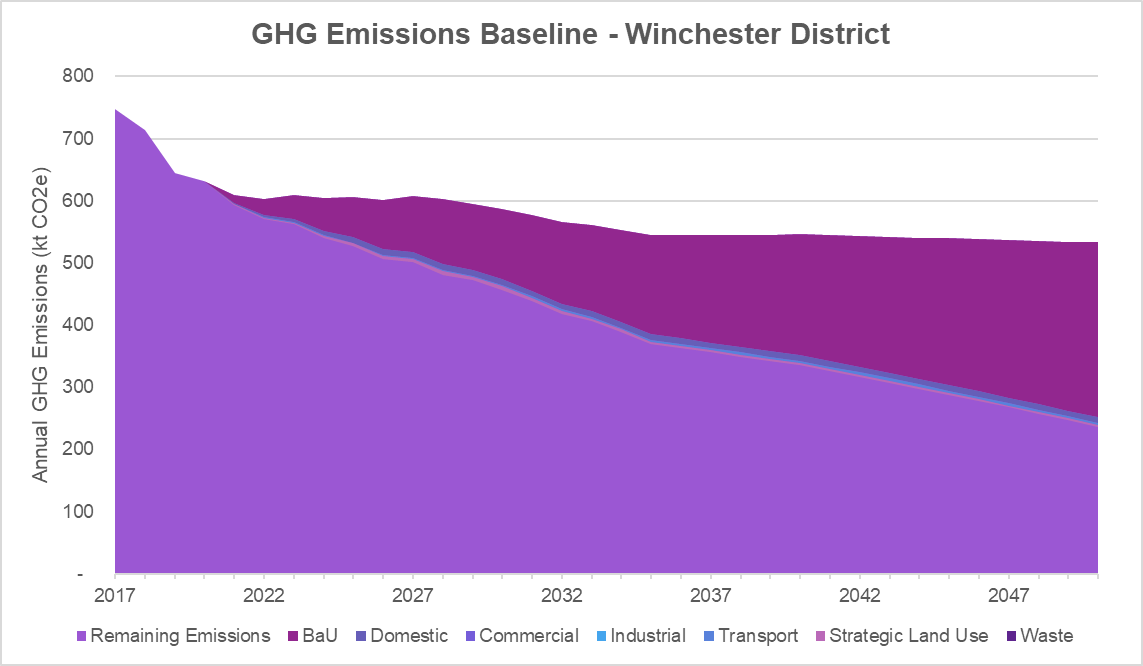 GHG Emissions Baseline - Winchester District
Annual GHG Emissions (kt CO2e)
800
700
600
500
400
300
200
100
-
2017 2022 2027 2032 2037 2042 2047
Remaining Emissions BaU Domestic Commercial Industrial Transport Strategic Land Use Waste